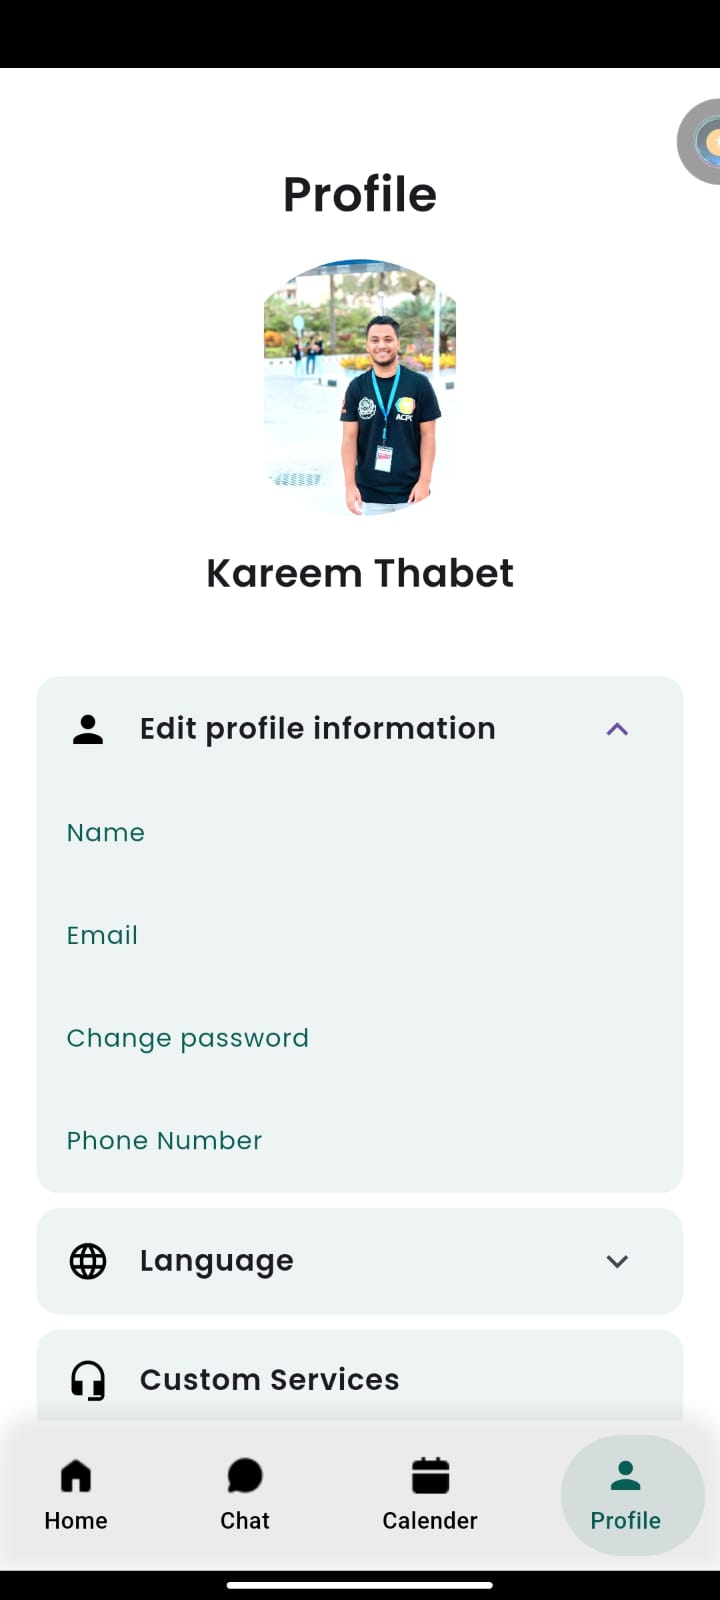 Profile
ACPC
Kareem Thabet
Edit profile information
Name
Email
Change password
Phone Number
Language
Custom Services
Home
Chat
Calender
Profile